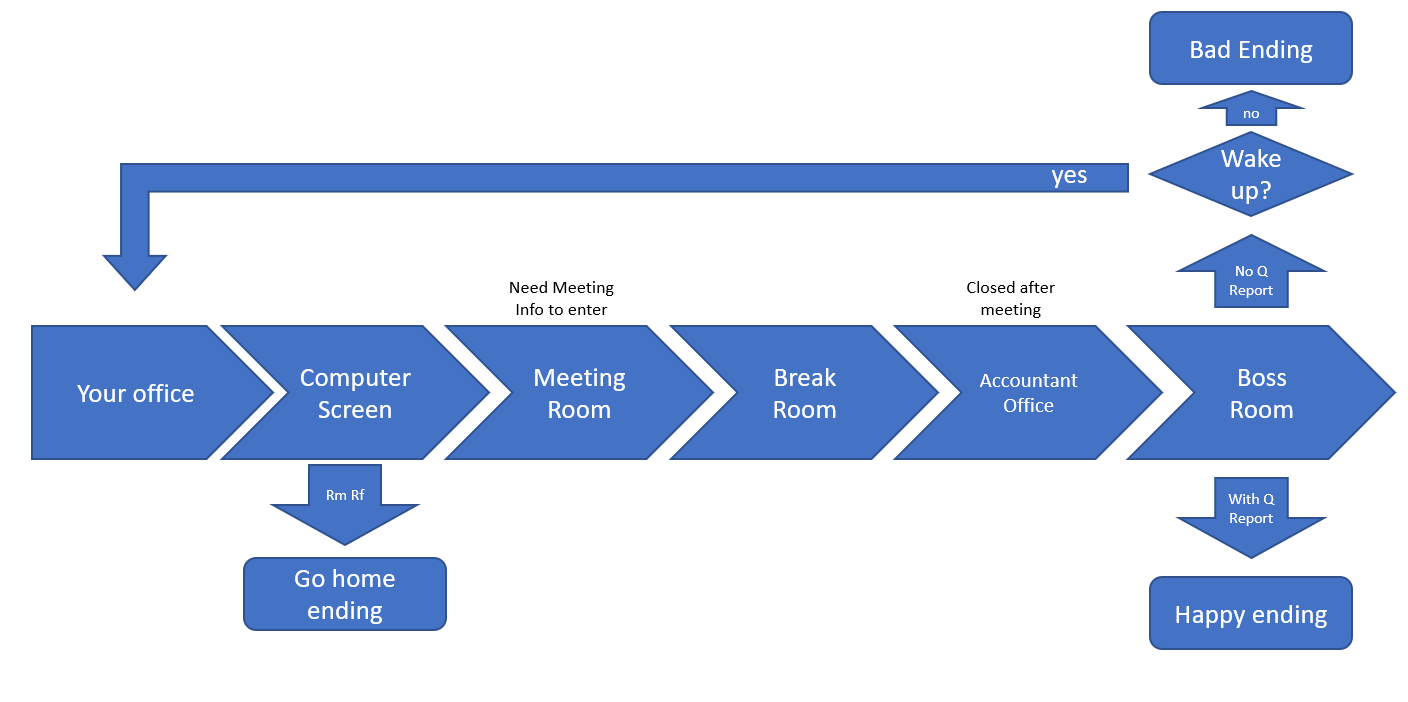 Bad Ending
no
Wake
up?
yes
No Q
Report
Need Meeting
Info to enter
Closed after
meeting
Your office
Computer
Screen
Meeting
Room
Break
Room
Accountant
Office
Boss
Room
Rm Rf
With Q
Report
Go home
ending
Happy ending